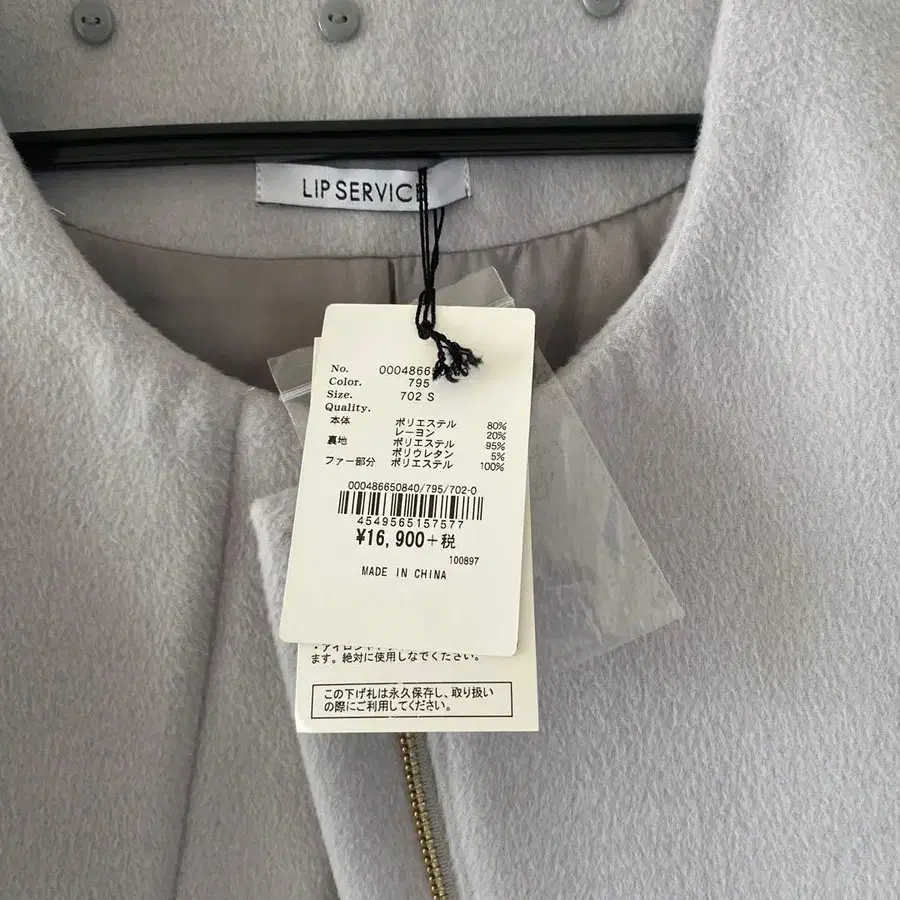 LIP SERVICE
No. 00048665
Color. 795
Size. 702 S
Quality.
本体 ポリエステル 80%
レーヨン 20%
裏地 ポリエステル 95%
ポリウレタン 5%
ファー部分 ポリエステル 100%
000486650840/795/702-0
4549565157577
¥16,900+税
100897
MADE IN CHINA
ます。絶対に使用しなでください。
この下げ札は永久保存し、取り扱い
の際にご利用してください。